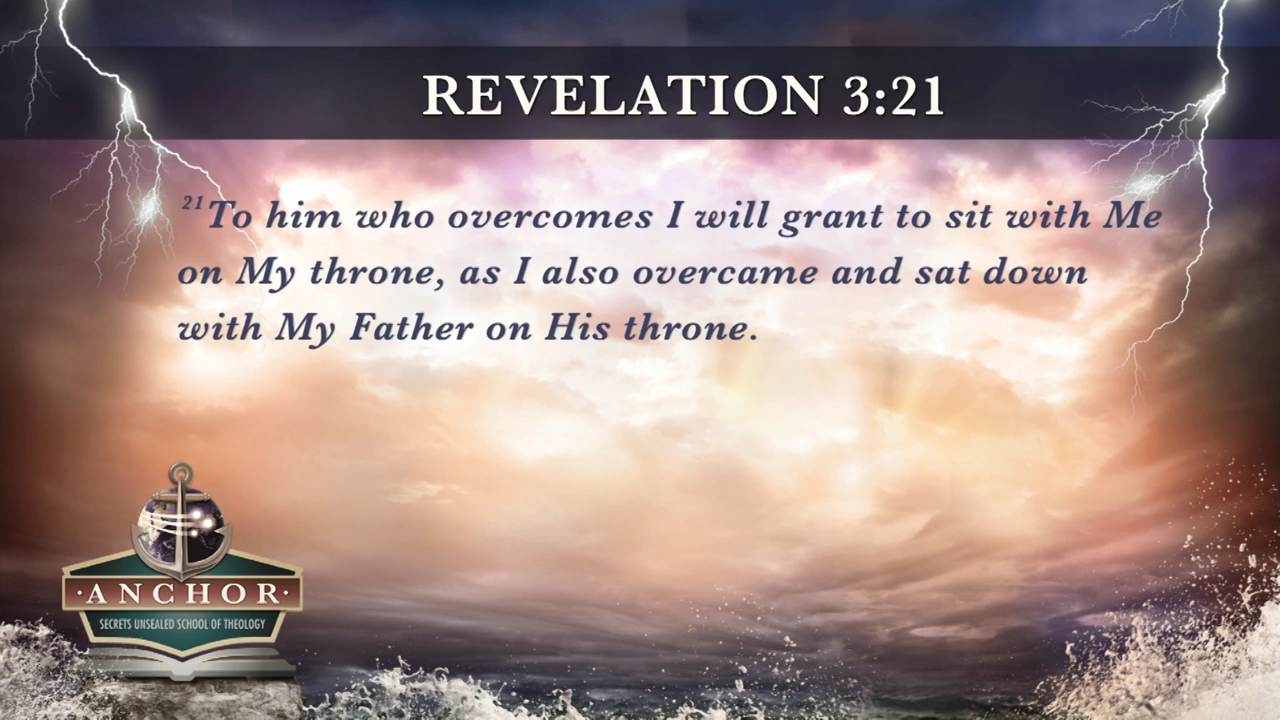 REVELATION 3:21
21To him who overcomes I will grant to sit with Me
on My throne, as I also overcame and sat down
with My Father on His throne.
·ANCHOR·
SECRETS UNSEALED SCHOOL OF THEOLOGY